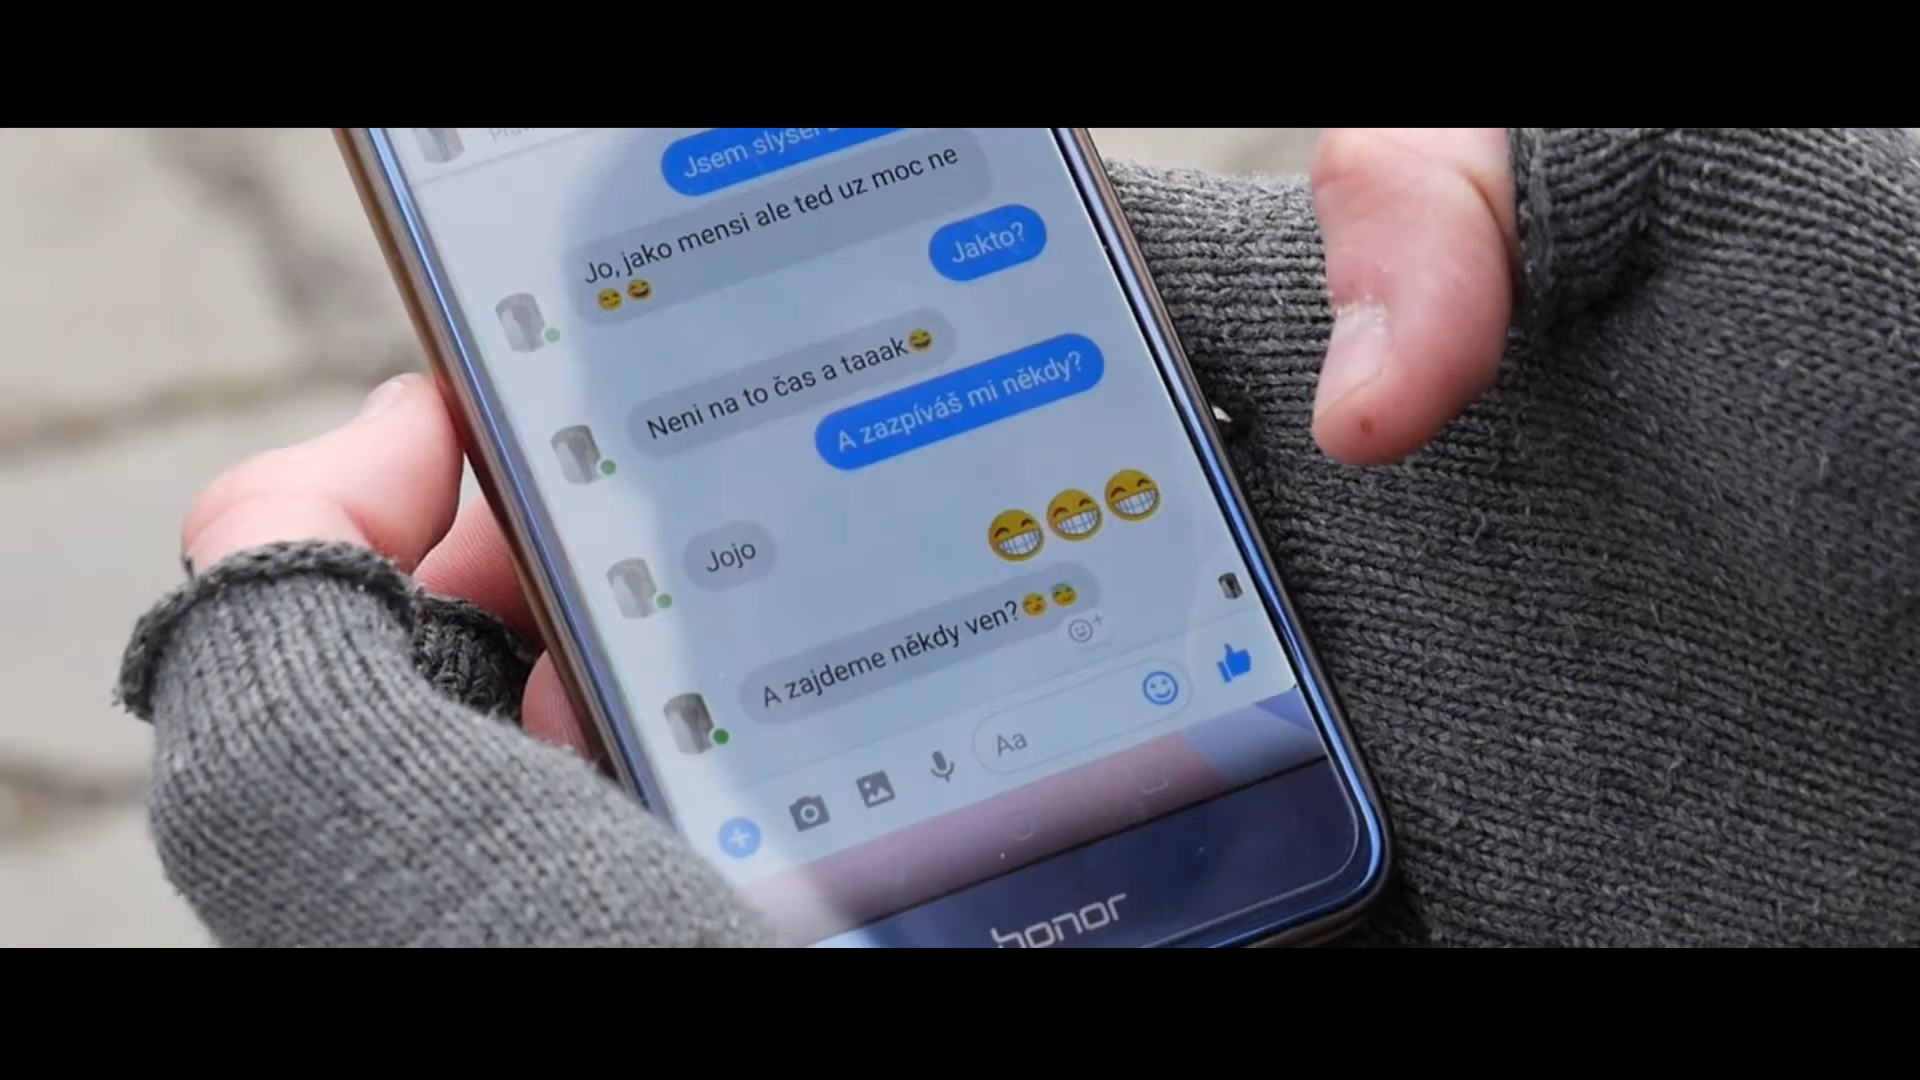 Jsem slyšel
Jo, jako mensi ale ted uz moc ne
😊😂
Jakto?
Neni na to čas a taaak😅
A zazpíváš mi někdy?
Jojo
😁😁😁
A zajdeme někdy ven?😊😇
Aa
honor